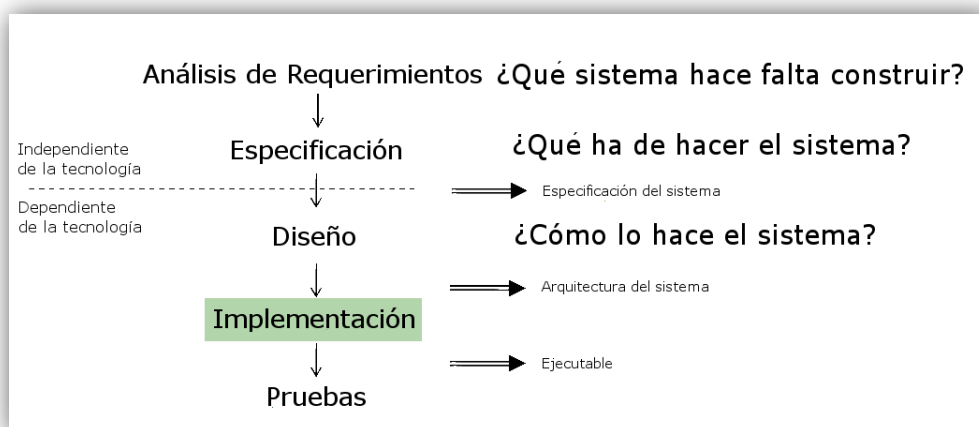 Análisis de Requerimientos ¿Qué sistema hace falta construir?
Independiente
de la tecnología
Especificación
¿Qué ha de hacer el sistema?
Especificación del sistema
Dependiente
de la tecnología
Diseño
¿Cómo lo hace el sistema?
Arquitectura del sistema
Implementación
Ejecutable
Pruebas